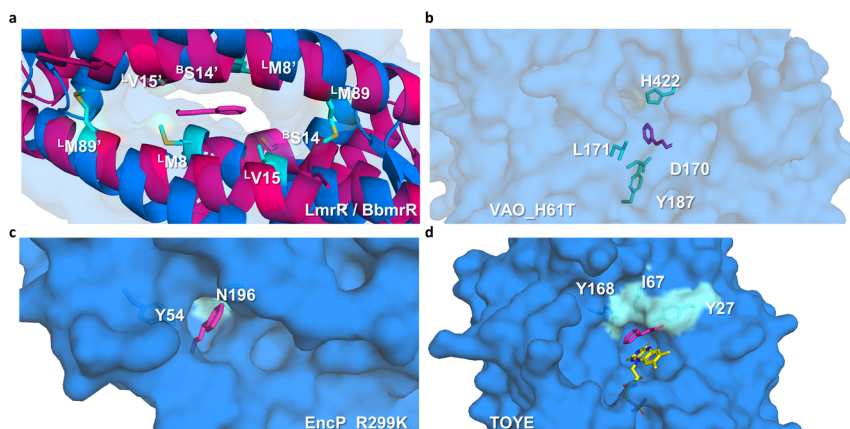 a
ᴸV15'
ᴮS14'
ᴸM8'
ᴸM89
ᴸM89'
ᴸM8
ᴮS14
ᴸV15
LmrR / BbmrR
b
H422
L171
D170
Y187
VAO_H61T
c
N196
Y54
EncP_R299K
d
I67
Y168
Y27
TOYE